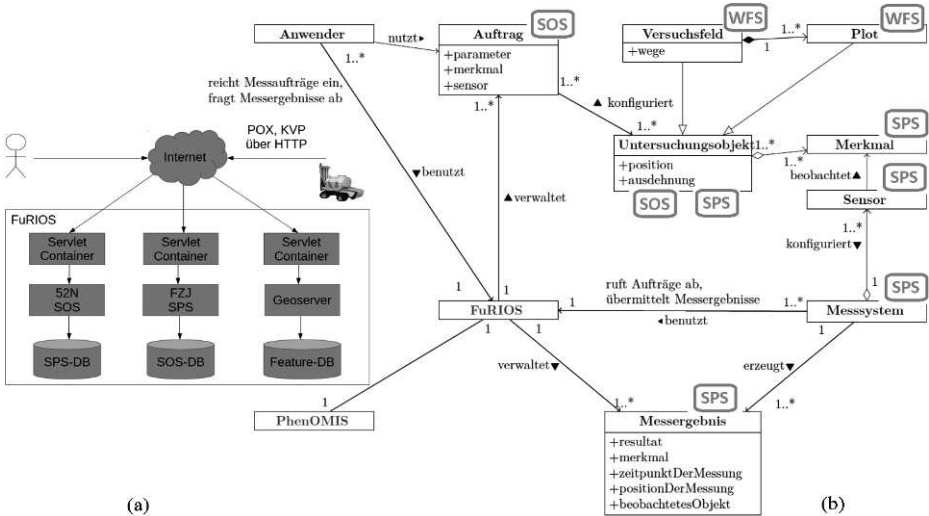 Anwender
1..*
nutzt▸
Auftrag
SOS
+parameter
+merkmal
+sensor
1..*
1..*
Versuchsfeld
WFS
+wege
1
1..*
Plot
WFS
reicht Messaufträge ein,
fragt Messergebnisse ab
▲ konfiguriert
1..*
Untersuchungsobjekt
+position
+ausdehnung
SOS
SPS
1..*
1..*
Merkmal
SPS
beobachtet▲
Sensor
SPS
1..*
konfiguriert▼
1
POX, KVP
über HTTP
Internet
▼benutzt
▲verwaltet
FuRIOS
Servlet
Container
Servlet
Container
Servlet
Container
52N
SOS
FZJ
SPS
Geoserver
SPS-DB
SOS-DB
Feature-DB
1
1
FuRIOS
1
1
1
ruft Aufträge ab,
übermittelt Messergebnisse
1..*
◂benutzt
Messsystem
SPS
1
verwaltet▼
erzeugt▼
1
PhenOMIS
1..*
1..*
Messergebnis
SPS
+resultat
+merkmal
+zeitpunktDerMessung
+positionDerMessung
+beobachtetesObjekt
(a)
(b)